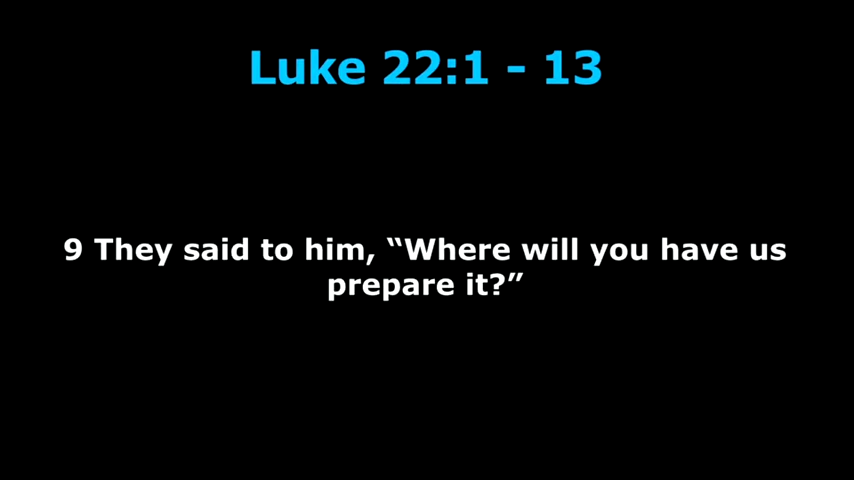 Luke 22:1 - 13
9 They said to him, “Where will you have us
prepare it?”